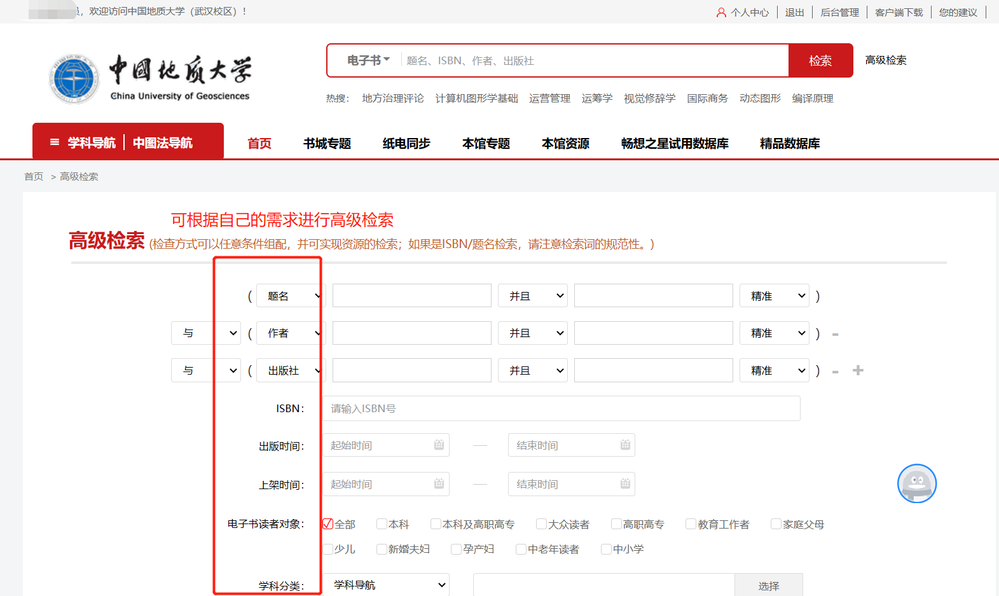 员，欢迎访问中国地质大学（武汉校区）！
个人中心 退出 后台管理 客户端下载 您的建议
中國地质大学
China University of Geosciences
电子书 题名、ISBN、作者、出版社 检索 高级检索
热搜： 地方治理评论 计算机图形学基础 运营管理 运筹学 视觉修辞学 国际商务 动态图形 编译原理
学科导航 中图法导航 首页 书城专题 纸电同步 本馆专题 本馆资源 畅想之星试用数据库 精品数据库
首页 > 高级检索
可根据自己的需求进行高级检索
高级检索 (检查方式可以任意条件组配，并可实现资源的检索；如果是ISBN/题名检索，请注意检索词的规范性。)
( 题名 并且 精准 )
与 ( 作者 并且 精准 ) -
与 ( 出版社 并且 精准 ) - +
ISBN： 请输入ISBN号
出版时间： 起始时间 — 结束时间
上架时间： 起始时间 — 结束时间
电子书读者对象： 全部 本科 本科及高职高专 大众读者 高职高专 教育工作者 家庭父母
少儿 新婚夫妇 孕产妇 中老年读者 中小学
学科分类： 学科导航 选择